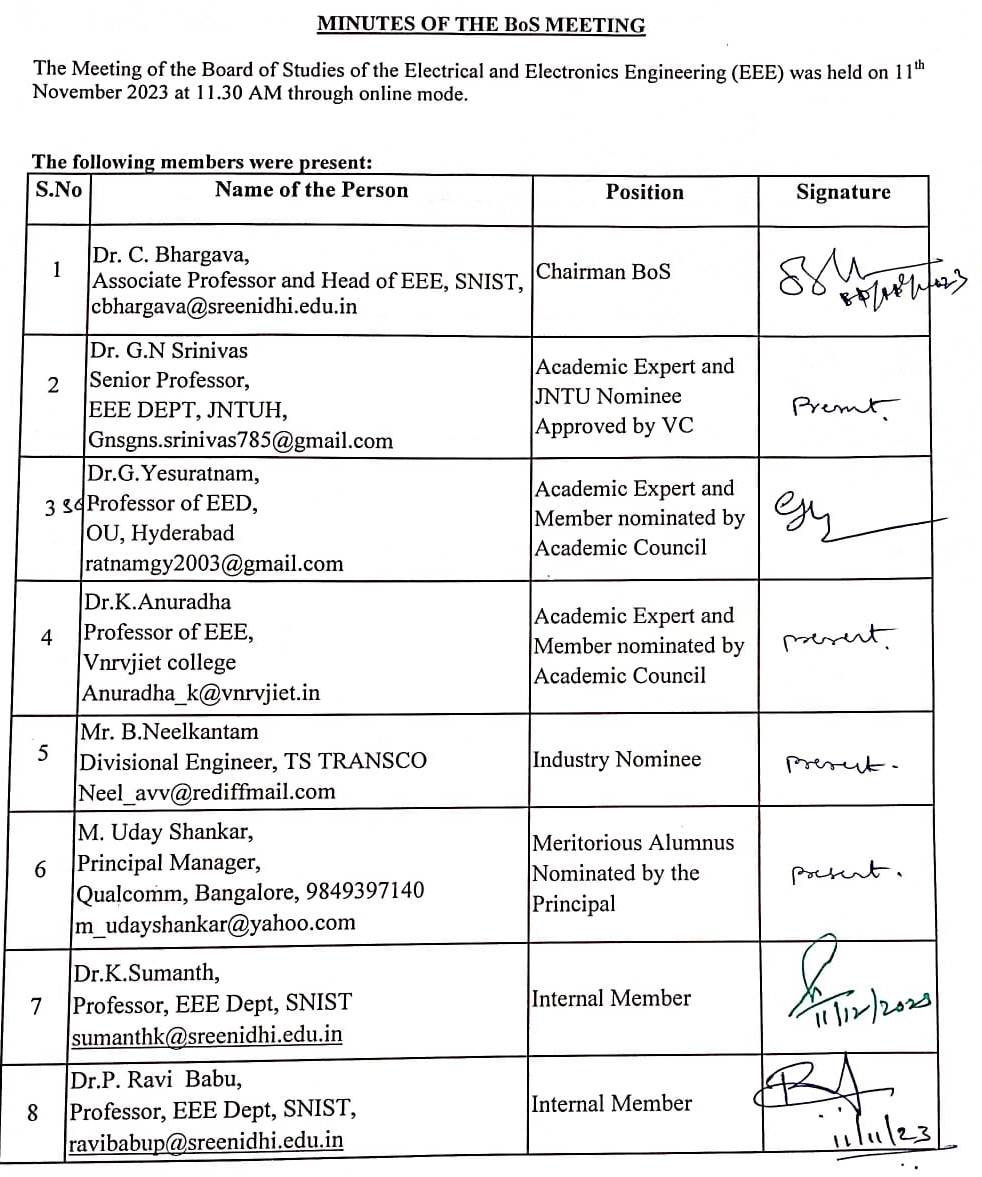 MINUTES OF THE BoS MEETING
The Meeting of the Board of Studies of the Electrical and Electronics Engineering (EEE) was held on 11th
November 2023 at 11.30 AM through online mode.
The following members were present:
S.No Name of the Person Position Signature
1
Dr. C. Bhargava,
Associate Professor and Head of EEE, SNIST,
cbhargava@sreenidhi.edu.in
Chairman BoS
2
Dr. G.N Srinivas
Senior Professor,
EEE DEPT, JNTUH,
Gnsgns.srinivas785@gmail.com
Academic Expert and
JNTU Nominee
Approved by VC
3
Dr.G.Yesuratnam,
Professor of EED,
OU, Hyderabad
ratnamgy2003@gmail.com
Academic Expert and
Member nominated by
Academic Council
4
Dr.K.Anuradha
Professor of EEE,
Vnrvjiet college
Anuradha_k@vnrvjiet.in
Academic Expert and
Member nominated by
Academic Council
present.
5
Mr. B.Neelkantam
Divisional Engineer, TS TRANSCO
Neel_avv@rediffmail.com
Industry Nominee
present.
6
M. Uday Shankar,
Principal Manager,
Qualcomm, Bangalore, 9849397140
m_udayshankar@yahoo.com
Meritorious Alumnus
Nominated by the
Principal
present.
7
Dr.K.Sumanth,
Professor, EEE Dept, SNIST
sumanthk@sreenidhi.edu.in
Internal Member
11/12/2023
8
Dr.P. Ravi Babu,
Professor, EEE Dept, SNIST,
ravibabup@sreenidhi.edu.in
Internal Member
11/11/23